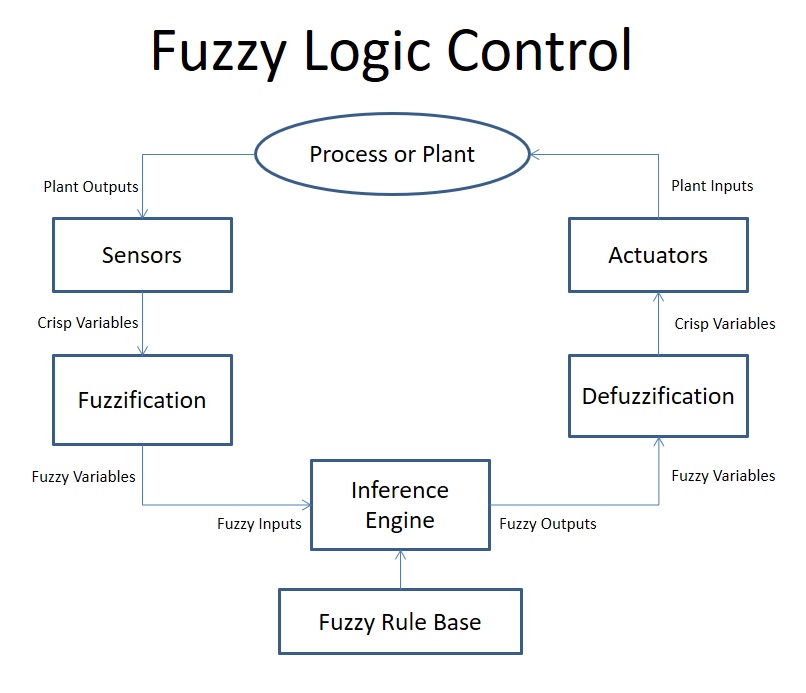 Fuzzy Logic Control
Process or Plant
Plant Outputs
Plant Inputs
Sensors
Actuators
Crisp Variables
Crisp Variables
Fuzzification
Defuzzification
Fuzzy Variables
Fuzzy Variables
Inference
Engine
Fuzzy Inputs
Fuzzy Outputs
Fuzzy Rule Base